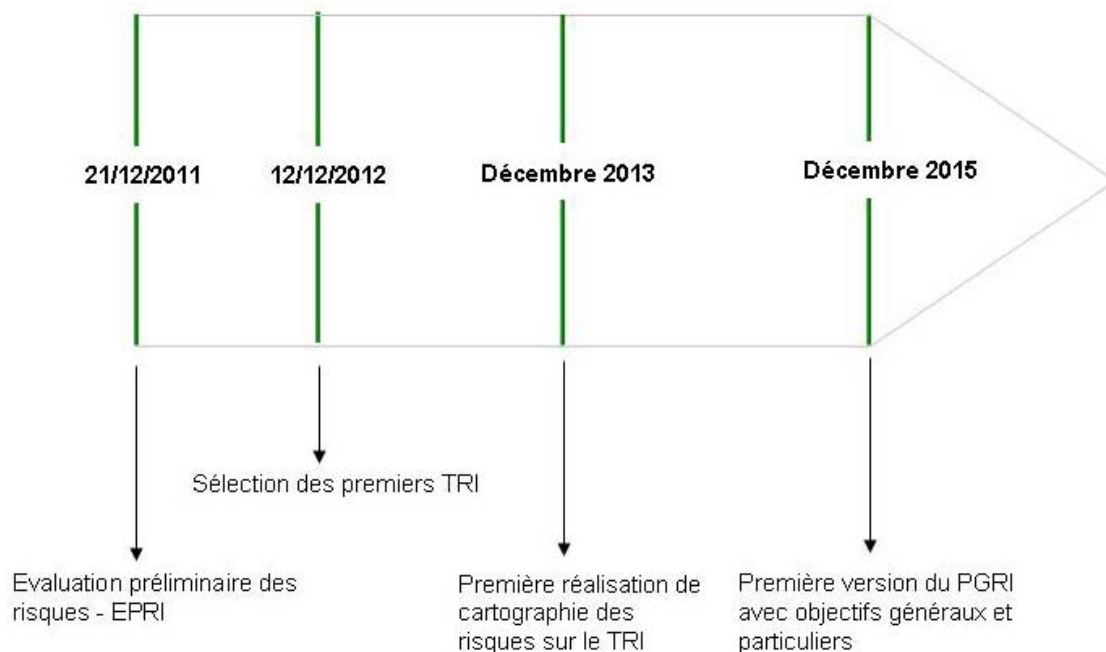 21/12/2011
12/12/2012
Décembre 2013
Décembre 2015
Sélection des premiers TRI
Evaluation préliminaire des
risques - EPRI
Première réalisation de
cartographie des
risques sur le TRI
Première version du PGRI
avec objectifs généraux et
particuliers